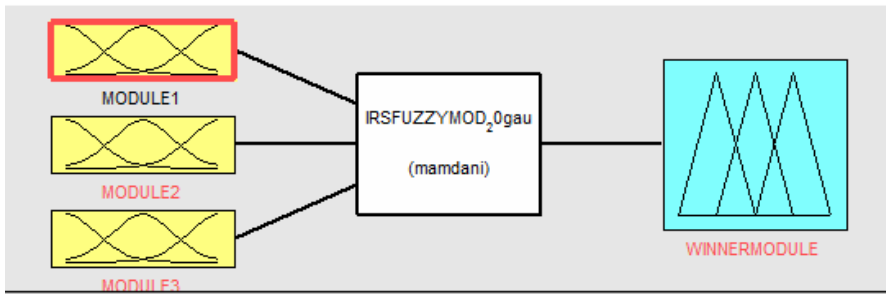 MODULE1
MODULE2
MODULE3
IRSFUZZYMOD₂0gau
(mamdani)
WINNERMODULE